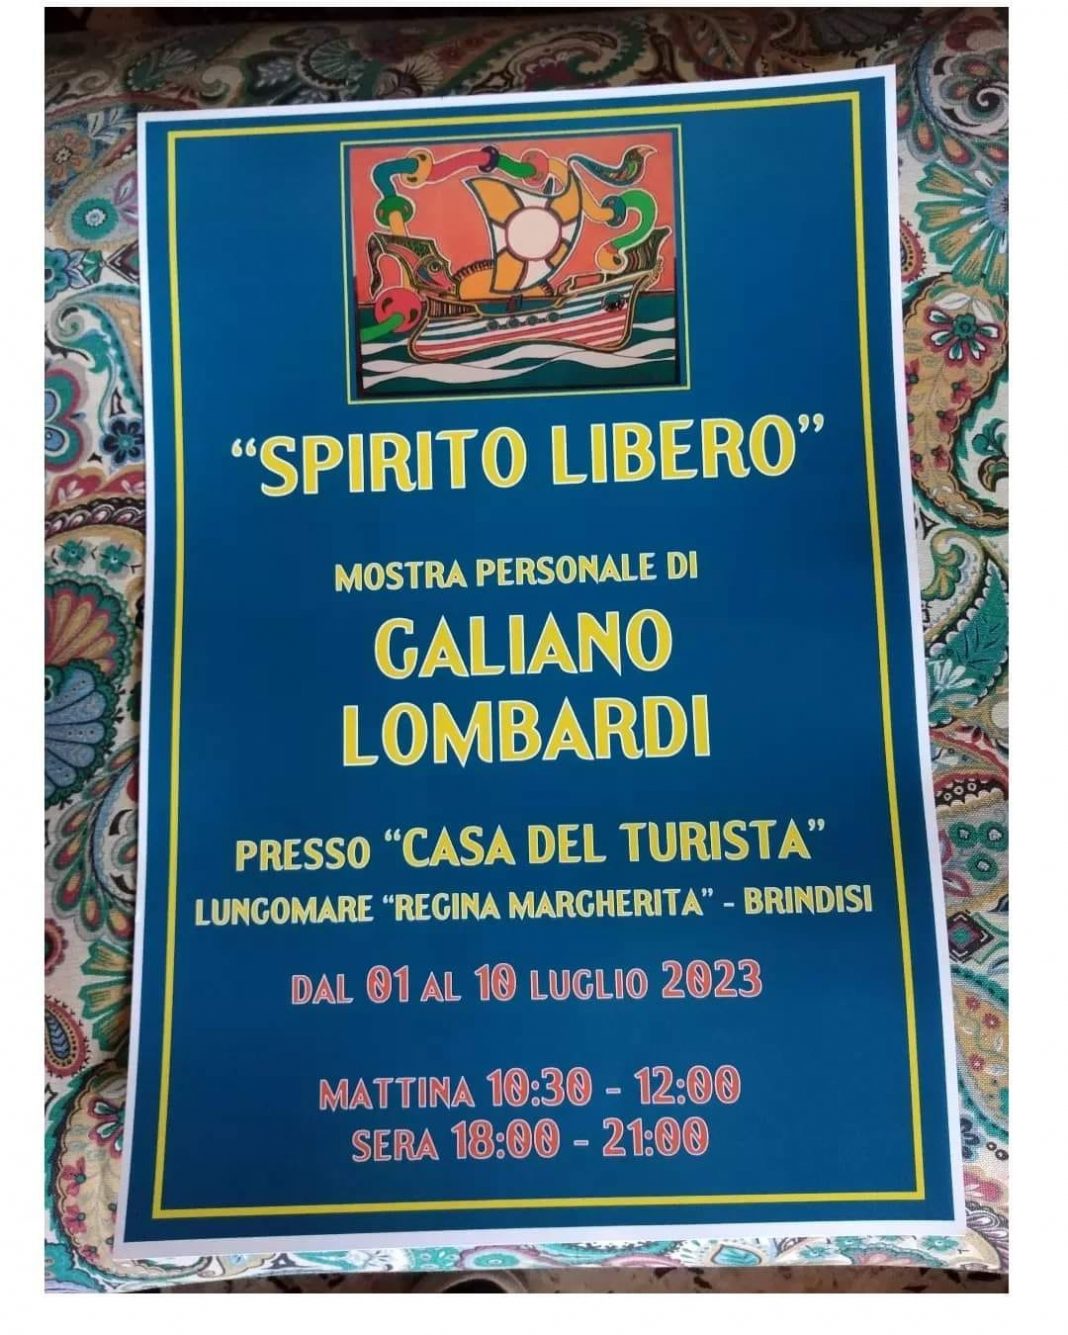 “SPIRITO LIBERO”
MOSTRA PERSONALE DI
GALIANO
LOMBARDI
PRESSO “CASA DEL TURISTA”
LUNGOMARE “REGINA MARGHERITA” - BRINDISI
DAL 01 AL 10 LUGLIO 2023
MATTINA 10:30 - 12:00
SERA 18:00 - 21:00